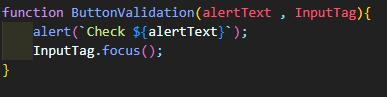 function ButtonValidation(alertText , InputTag){
    alert(`Check ${alertText}`);
    InputTag.focus();
}